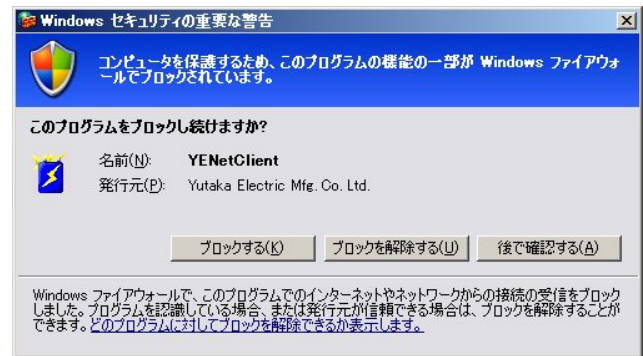 Windows セキュリティの重要な警告
コンピュータを保護するため、このプログラムの機能の一部が Windows ファイアウォ
ールでブロックされています。
このプログラムをブロックし続けますか?
名前(N): YENetClient
発行元(P): Yutaka Electric Mfg. Co. Ltd.
ブロックする(K) ブロックを解除する(U) 後で確認する(A)
Windows ファイアウォールで、このプログラムでのインターネットやネットワークからの接続の受信をブロック
しました。プログラムを認識している場合、または発行元が信頼できる場合は、ブロックを解除することが
できます。どのプログラムに対してブロックを解除できるか表示します。